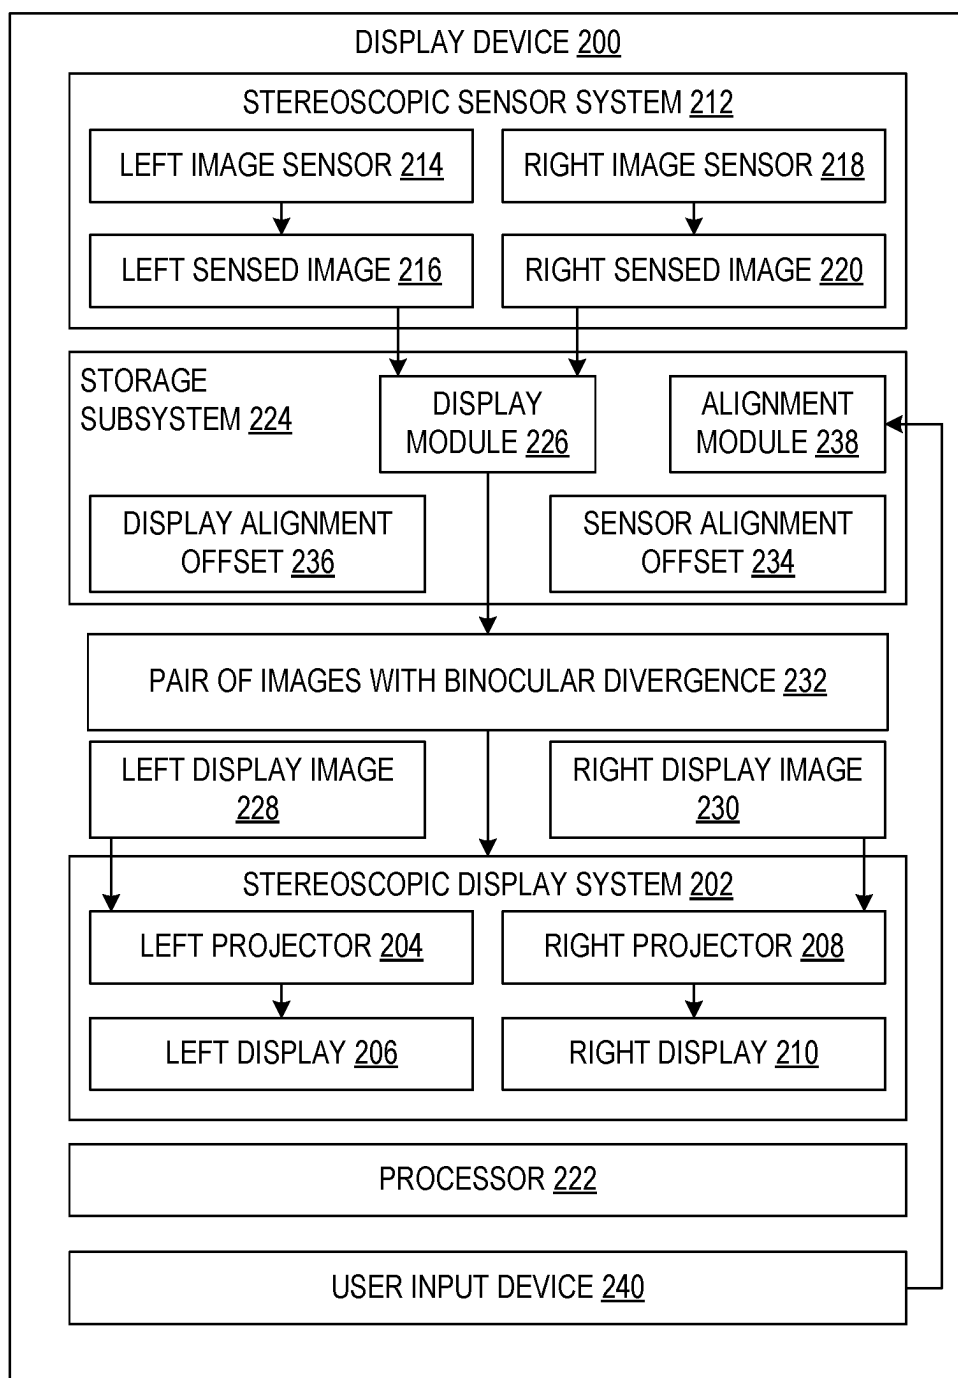 DISPLAY DEVICE 200
STEREOSCOPIC SENSOR SYSTEM 212
LEFT IMAGE SENSOR 214
RIGHT IMAGE SENSOR 218
LEFT SENSED IMAGE 216
RIGHT SENSED IMAGE 220
STORAGE
SUBSYSTEM 224
DISPLAY
MODULE 226
ALIGNMENT
MODULE 238
DISPLAY ALIGNMENT
OFFSET 236
SENSOR ALIGNMENT
OFFSET 234
PAIR OF IMAGES WITH BINOCULAR DIVERGENCE 232
LEFT DISPLAY IMAGE
228
RIGHT DISPLAY IMAGE
230
STEREOSCOPIC DISPLAY SYSTEM 202
LEFT PROJECTOR 204
RIGHT PROJECTOR 208
LEFT DISPLAY 206
RIGHT DISPLAY 210
PROCESSOR 222
USER INPUT DEVICE 240